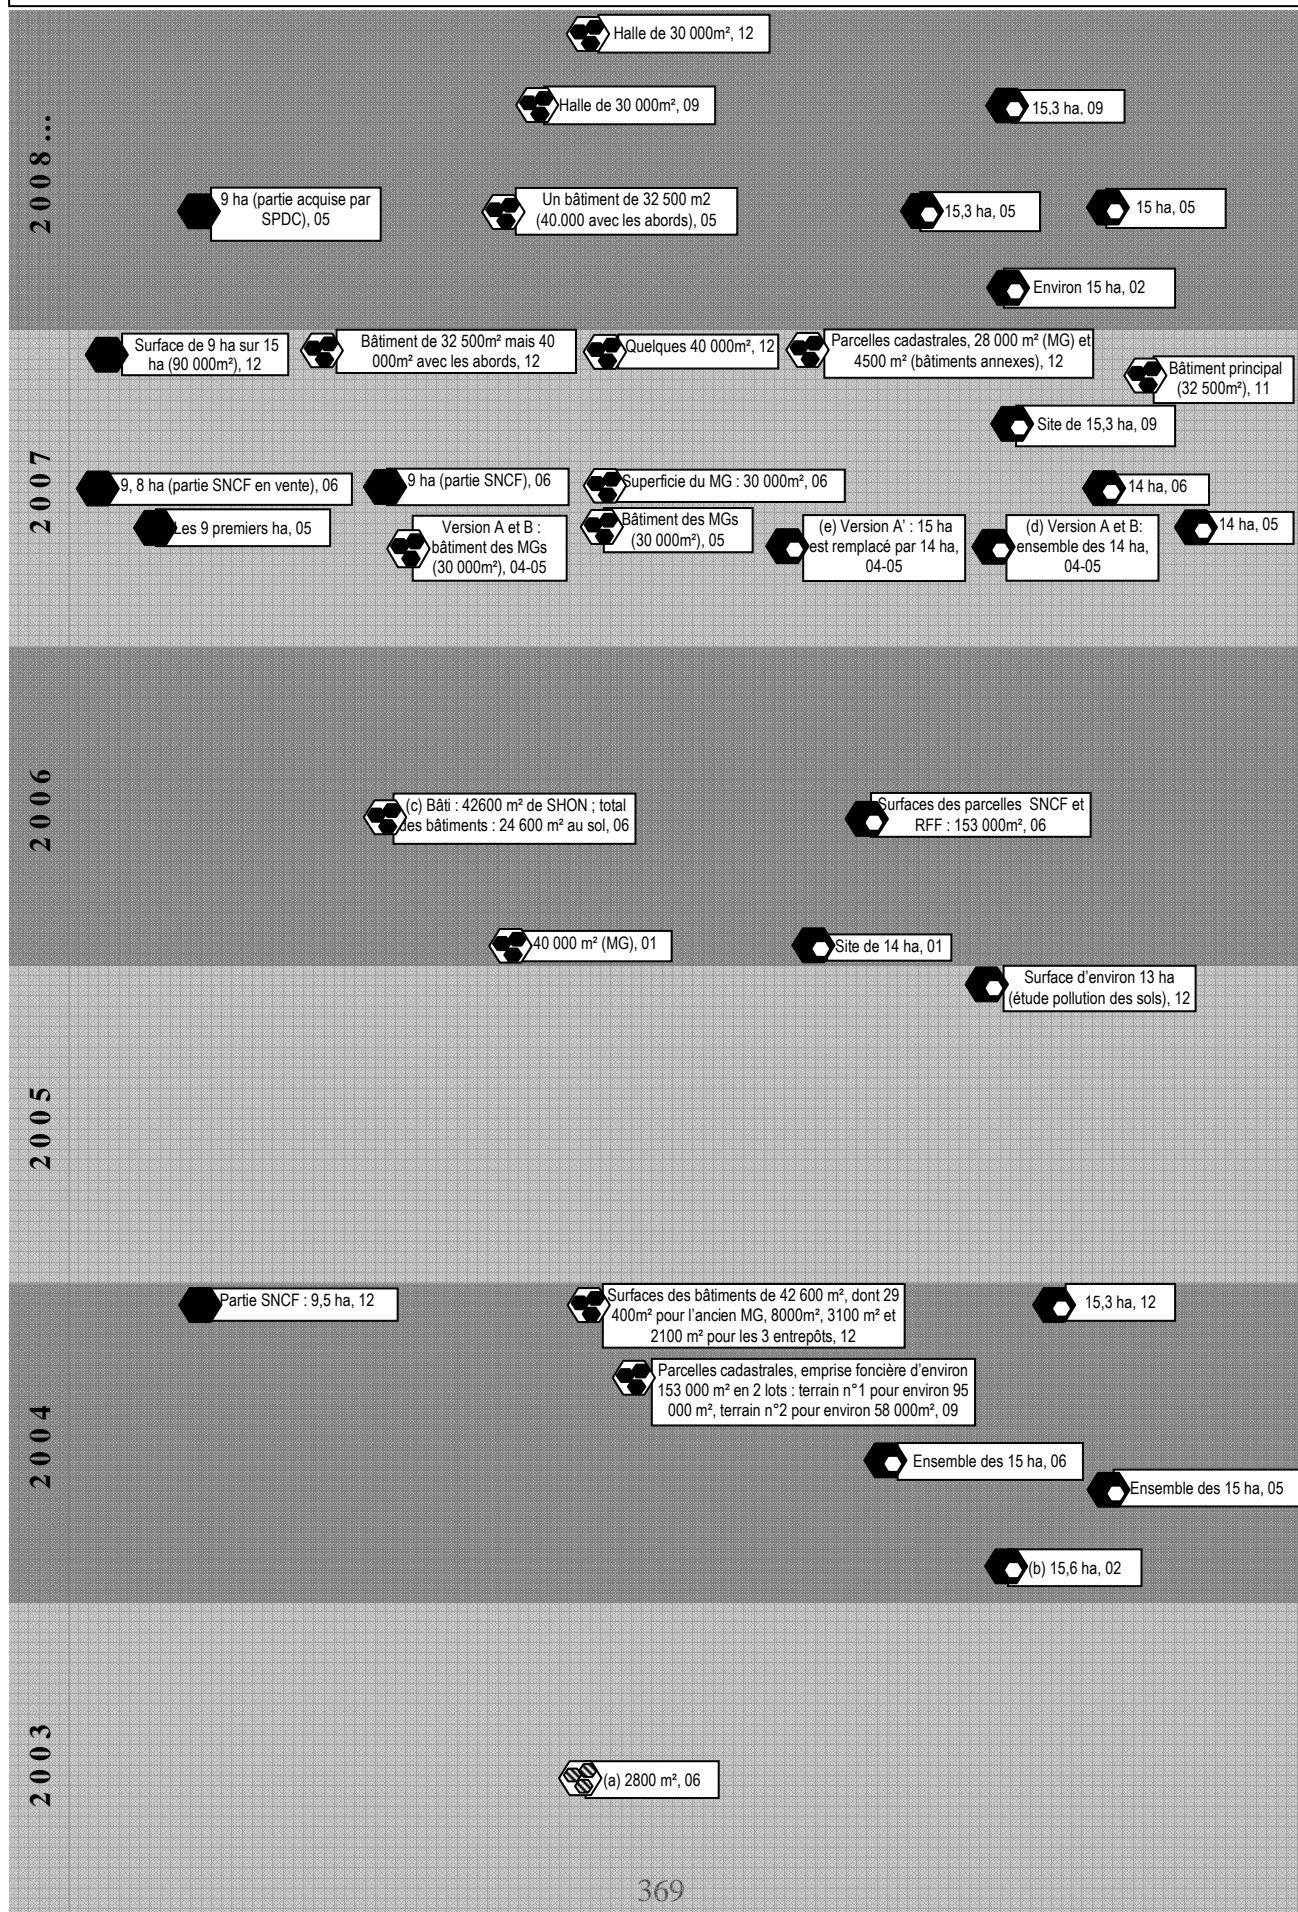 Halle de 30 000m², 12
Halle de 30 000m², 09
15,3 ha, 09
2008...
9 ha (partie acquise par
SPDC), 05
Un bâtiment de 32 500 m2
(40.000 avec les abords), 05
15,3 ha, 05
15 ha, 05
Environ 15 ha, 02
Surface de 9 ha sur 15
ha (90 000m²), 12
Bâtiment de 32 500m² mais 40
000m² avec les abords, 12
Quelques 40 000m², 12
Parcelles cadastrales, 28 000 m² (MG) et
4500 m² (bâtiments annexes), 12
Bâtiment principal
(32 500m²), 11
Site de 15,3 ha, 09
2007
9, 8 ha (partie SNCF en vente), 06
9 ha (partie SNCF), 06
Superficie du MG : 30 000m², 06
14 ha, 06
Les 9 premiers ha, 05
Version A et B :
bâtiment des MGs
(30 000m²), 04-05
Bâtiment des MGs
(30 000m²), 05
(e) Version A' : 15 ha
est remplacé par 14 ha,
04-05
(d) Version A et B:
ensemble des 14 ha,
04-05
14 ha, 05
2006
(c) Bâti : 42600 m² de SHON ; total
des bâtiments : 24 600 m² au sol, 06
Surfaces des parcelles SNCF et
RFF : 153 000m², 06
40 000 m² (MG), 01
Site de 14 ha, 01
Surface d'environ 13 ha
(étude pollution des sols), 12
2005
Partie SNCF : 9,5 ha, 12
Surfaces des bâtiments de 42 600 m², dont 29
400m² pour l'ancien MG, 8000m², 3100 m² et
2100 m² pour les 3 entrepôts, 12
15,3 ha, 12
Parcelles cadastrales, emprise foncière d'environ
153 000 m² en 2 lots : terrain n°1 pour environ 95
000 m², terrain n°2 pour environ 58 000m², 09
2004
Ensemble des 15 ha, 06
Ensemble des 15 ha, 05
(b) 15,6 ha, 02
2003
(a) 2800 m², 06
369